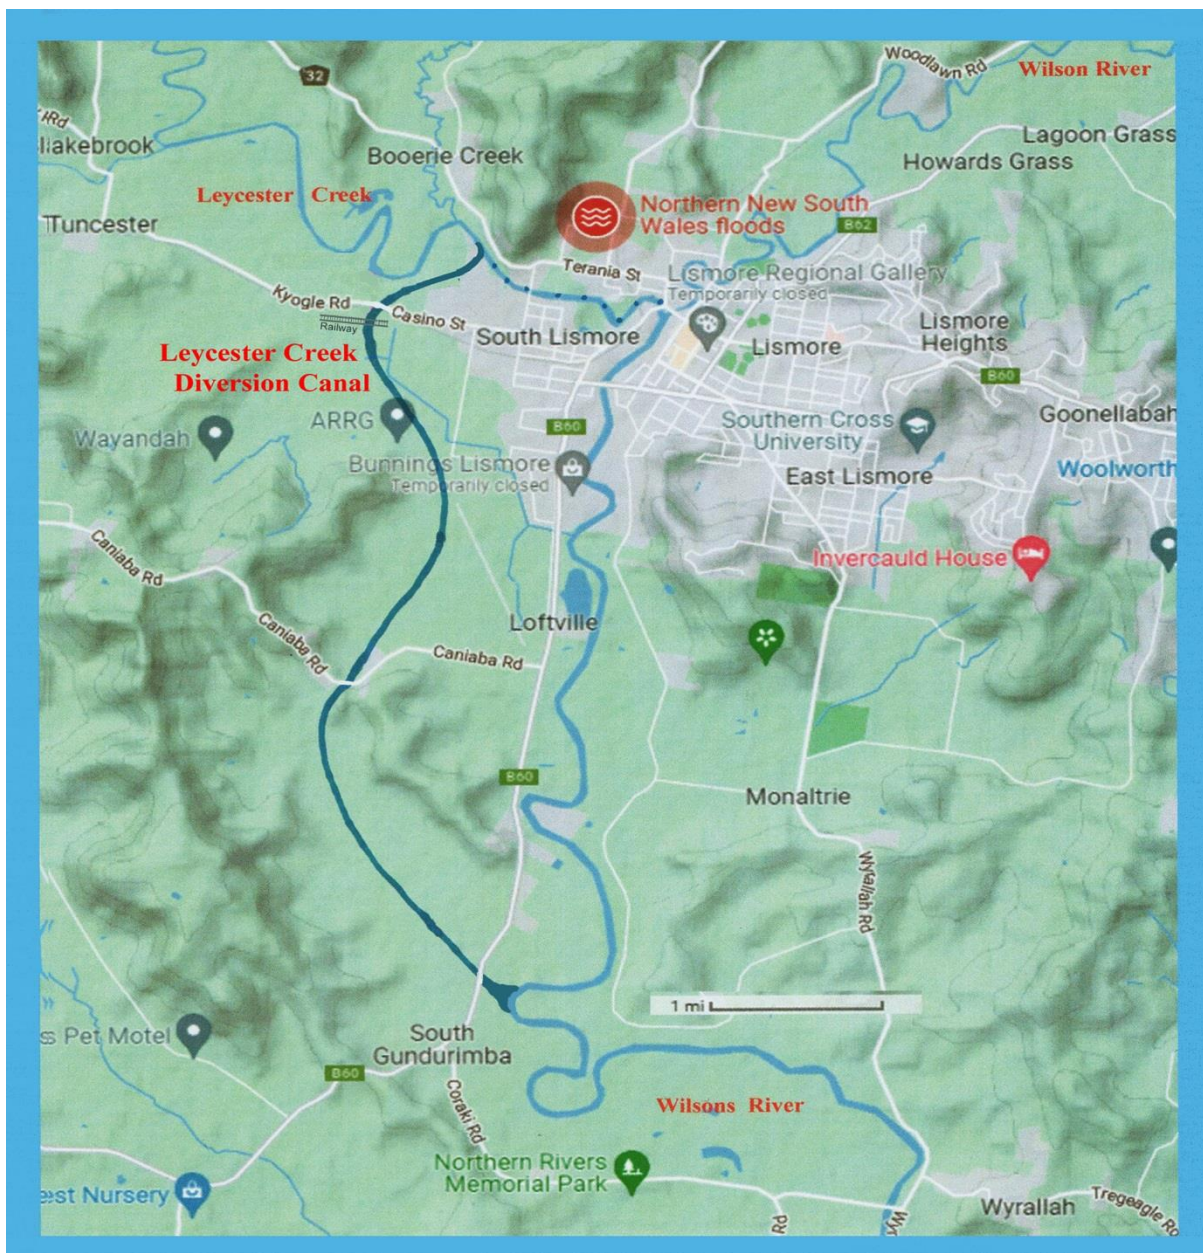 32
Woodlawn Rd
Wilson River
Rd
akebrook
Booerie Creek
Lagoon Grass
Howards Grass
Leycester Creek
Tuncester
Northern New South
Wales floods
B62
Terania St
Lismore Regional Gallery
Temporarily closed
Kyogle Rd
Casino St
Railway
South Lismore
Lismore
Lismore
Heights
Leycester Creek
Diversion Canal
B60
ARRG
Wayandah
B60
Southern Cross
University
Goonellabah
Bunnings Lismore
Temporarily closed
East Lismore
Woolworth
Caniaba Rd
Invercauld House
Loftville
Caniaba Rd
Caniaba Rd
B60
Monaltrie
Wyrallah Rd
1 mi
s Pet Motel
South
Gundurimba
B60
Coraki Rd
Wilsons River
Northern Rivers
Memorial Park
est Nursery
Wyrallah
Tregeagle Ro
Rd
Wyr